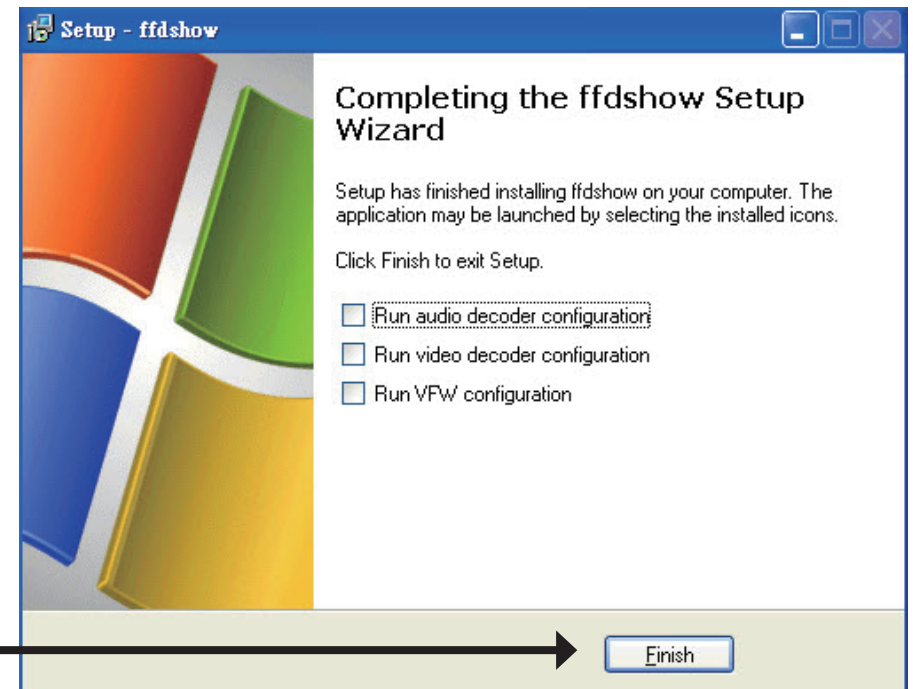 Setup - ffdshow
Completing the ffdshow Setup
Wizard
Setup has finished installing ffdshow on your computer. The
application may be launched by selecting the installed icons.
Click Finish to exit Setup.
Run audio decoder configuration
Run video decoder configuration
Run VFW configuration
Finish